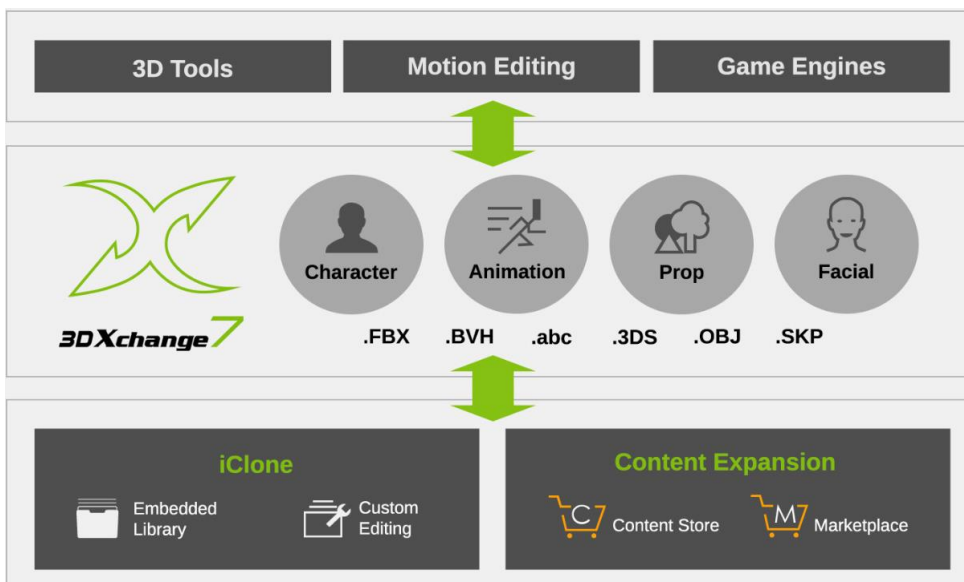 3D Tools
Motion Editing
Game Engines
Character
Animation
Prop
Facial
3DXchange7
.FBX .BVH .abc .3DS .OBJ .SKP
iClone
Embedded
Library
Custom
Editing
Content Expansion
C
Content Store
M
Marketplace